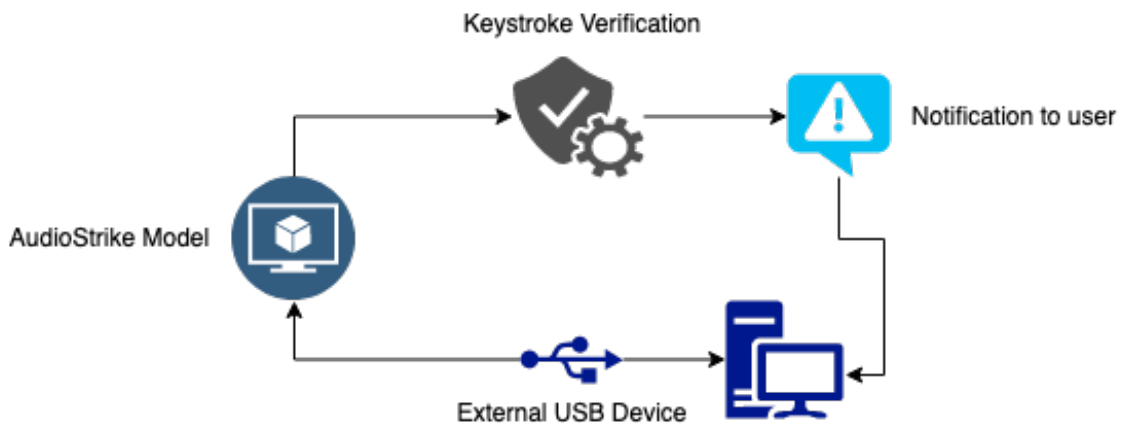 Keystroke Verification
Notification to user
AudioStrike Model
External USB Device